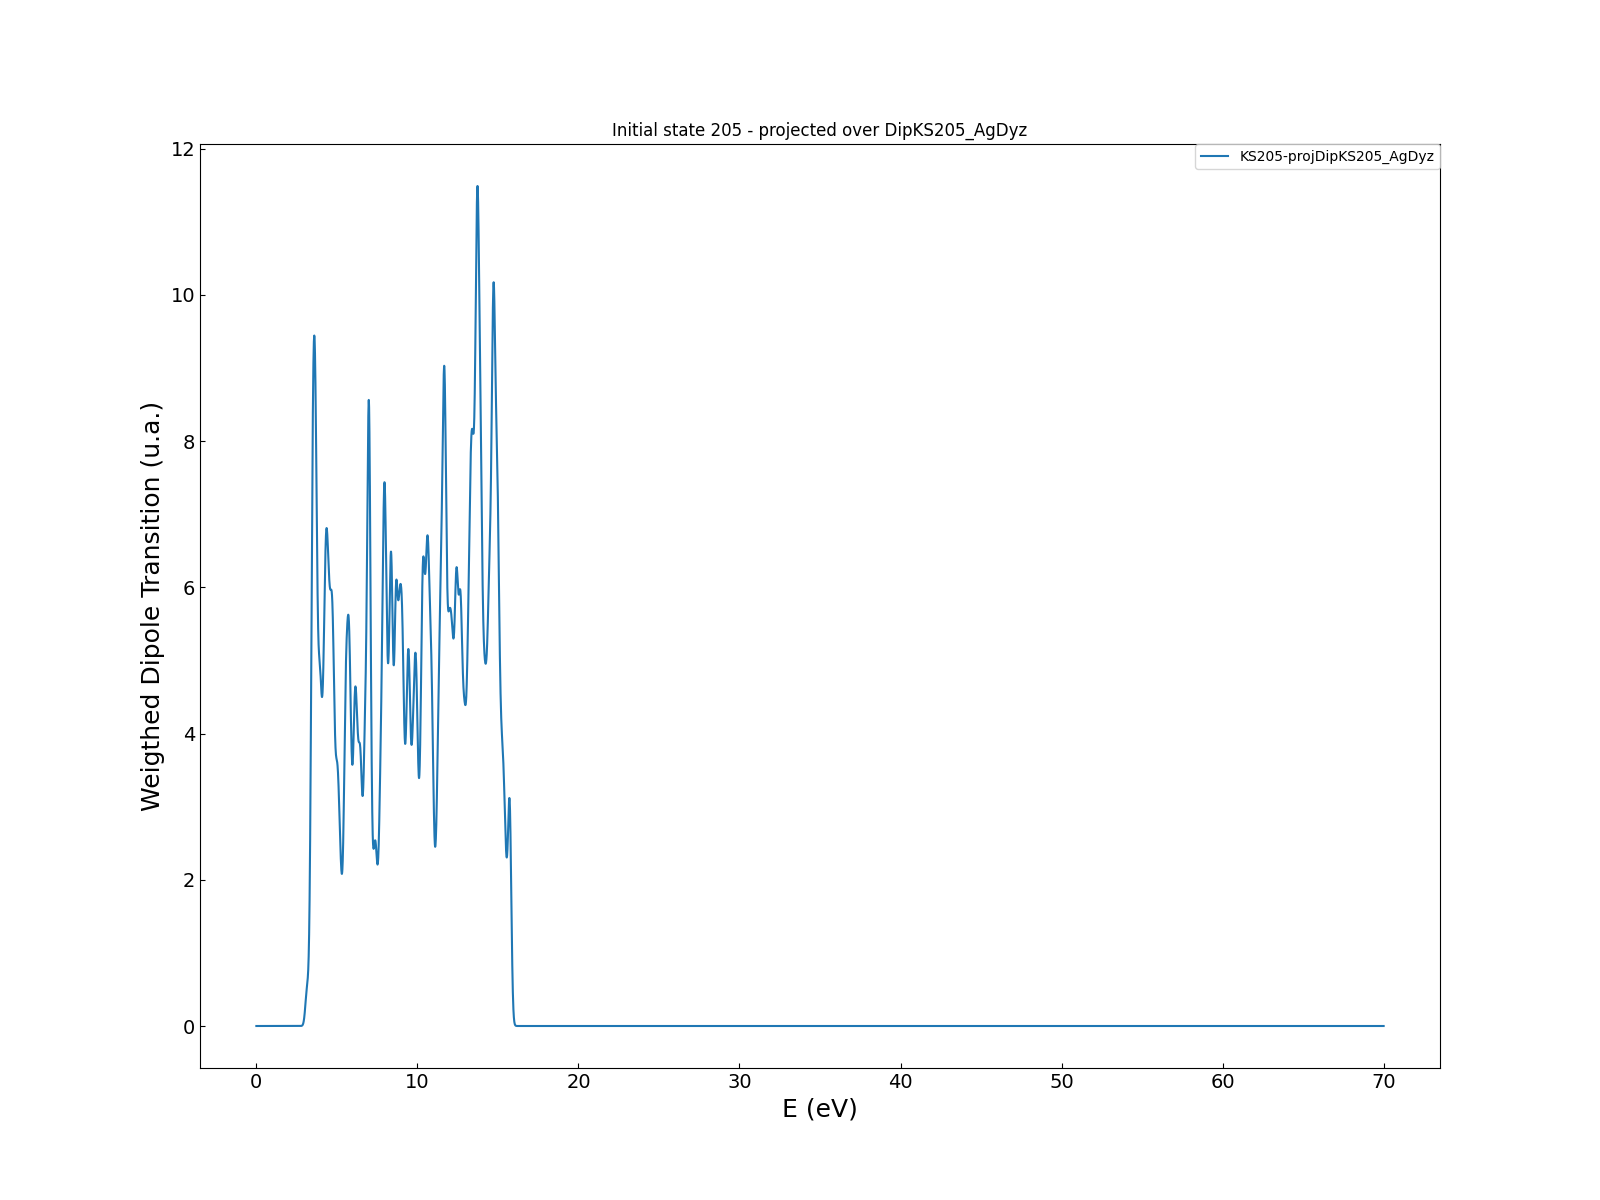 Initial state 205 - projected over DipKS205_AgDyz
KS205-projDipKS205_AgDyz
Weigthed Dipole Transition (u.a.)
12
10
8
6
4
2
0
0 10 20 30 40 50 60 70
E (eV)